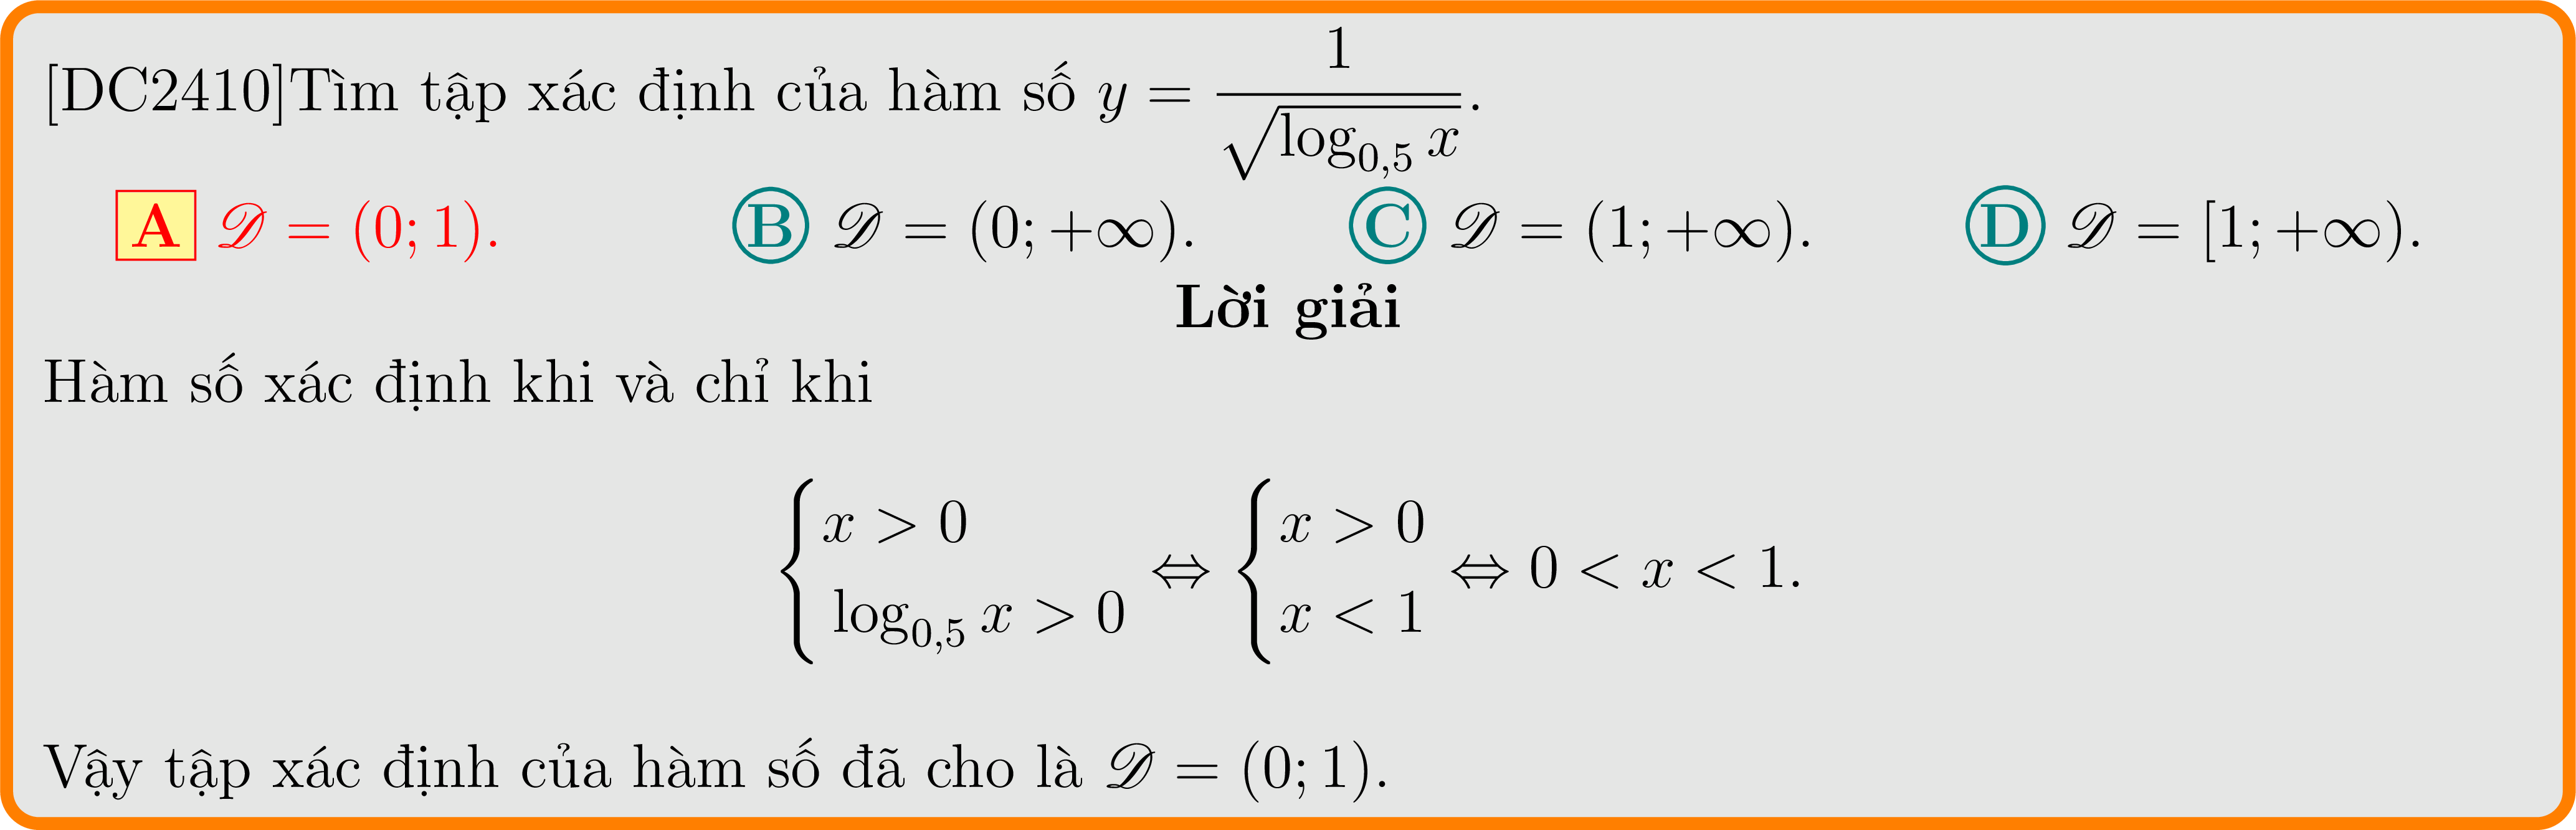 [DC2410]Tìm tập xác định của hàm số $y = \dfrac{1}{\sqrt{\log_{0,5} x}}$.
A $\mathscr{D} = (0; 1)$. B $\mathscr{D} = (0; +\infty)$. C $\mathscr{D} = (1; +\infty)$. D $\mathscr{D} = [1; +\infty)$.
Lời giải
Hàm số xác định khi và chỉ khi
$\begin{cases} x > 0 \\ \log_{0,5} x > 0 \end{cases} \Leftrightarrow \begin{cases} x > 0 \\ x < 1 \end{cases} \Leftrightarrow 0 < x < 1.$
Vậy tập xác định của hàm số đã cho là $\mathscr{D} = (0; 1)$.